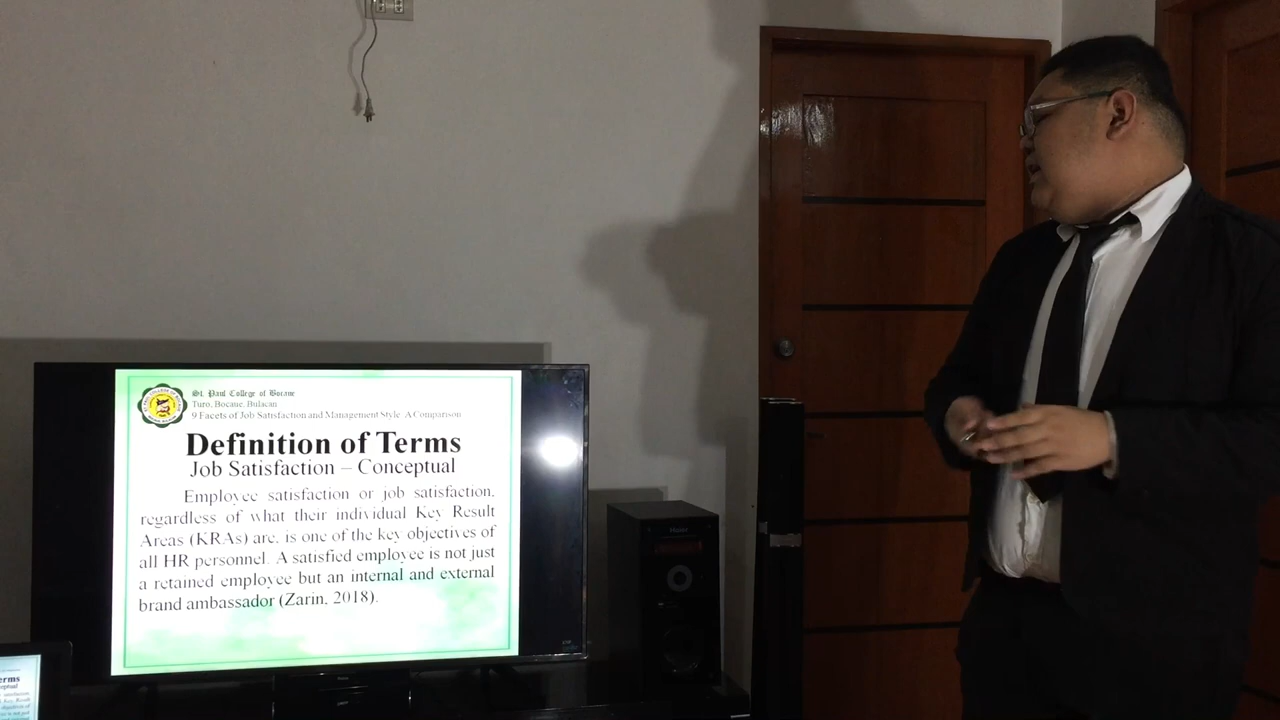 St. Paul College of Bocaue
Turo, Bocaue, Bulacan
9 Facets of Job Satisfaction and Management Style: A Comparison
Definition of Terms
Job Satisfaction – Conceptual
Employee satisfaction or job satisfaction,
regardless of what their individual Key Result
Areas (KRAs) are, is one of the key objectives of
all HR personnel. A satisfied employee is not just
a retained employee but an internal and external
brand ambassador (Zarin, 2018).
Haier
erms
eptual